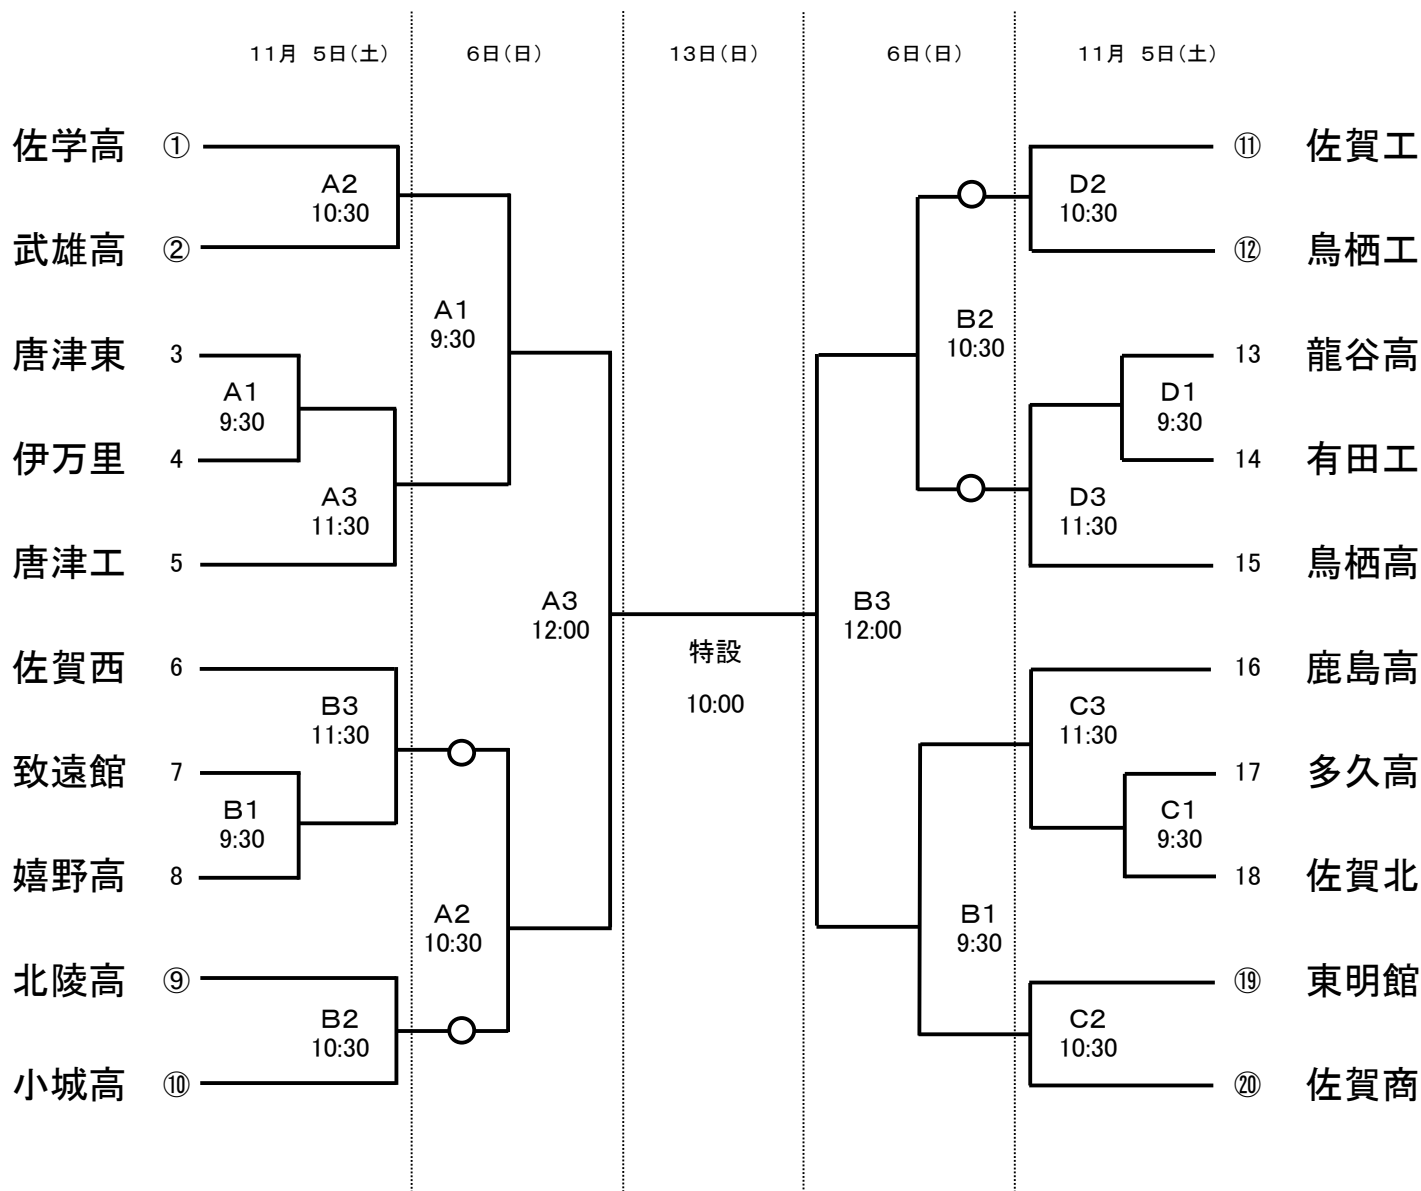 11月 5日(土)
6日(日)
13日(日)
6日(日)
11月 5日(土)
佐学高 ①
武雄高 ②
唐津東 3
伊万里 4
唐津工 5
佐賀西 6
致遠館 7
嬉野高 8
北陵高 ⑨
小城高 ⑩
A2
10:30
A1
9:30
A3
11:30
B3
11:30
B1
9:30
B2
10:30
A1
9:30
A2
10:30
A3
12:00
特設
10:00
B3
12:00
B2
10:30
B1
9:30
D2
10:30
D1
9:30
D3
11:30
C3
11:30
C1
9:30
C2
10:30
⑪ 佐賀工
⑫ 鳥栖工
13 龍谷高
14 有田工
15 鳥栖高
16 鹿島高
17 多久高
18 佐賀北
⑲ 東明館
⑳ 佐賀商